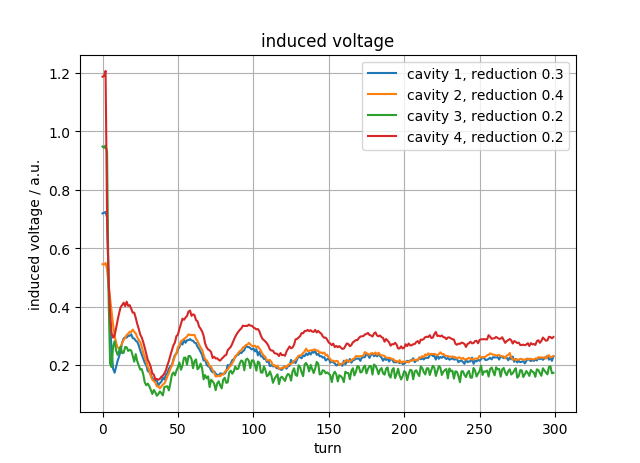 induced voltage
cavity 1, reduction 0.3
cavity 2, reduction 0.4
cavity 3, reduction 0.2
cavity 4, reduction 0.2
induced voltage / a.u.
1.2
1.0
0.8
0.6
0.4
0.2
0 50 100 150 200 250 300
turn